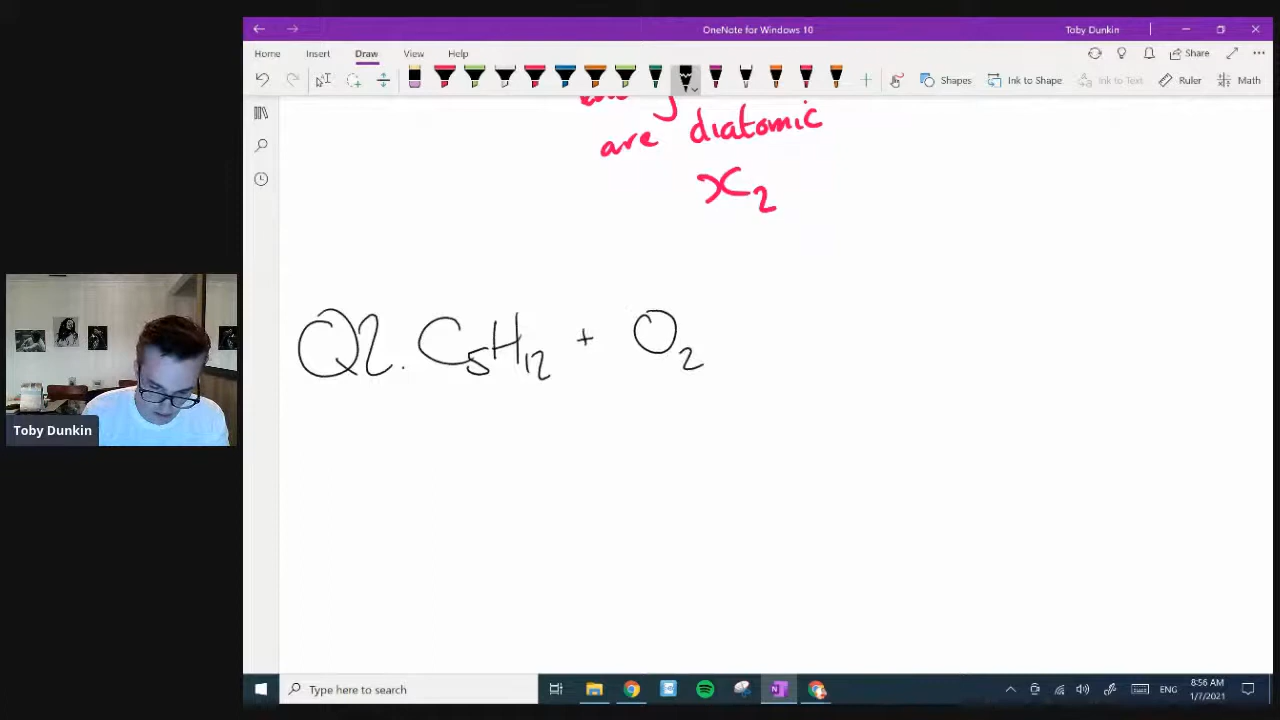 OneNote for Windows 10
Toby Dunkin
Home Insert Draw View Help
Share
Shapes Ink to Shape Ink to Text Ruler Math
are diatomic
x₂
Q2. C₅H₁₂ + O₂
Toby Dunkin
Type here to search
ENG
8:56 AM
1/7/2021